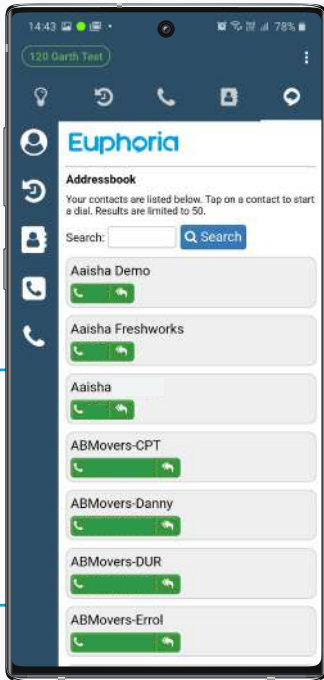 14:43 78%
120 Garth Test
Euphoria
Addressbook
Your contacts are listed below. Tap on a contact to start
a dial. Results are limited to 50.
Search: Search
Aaisha Demo
Aaisha Freshworks
Aaisha
ABMovers-CPT
ABMovers-Danny
ABMovers-DUR
ABMovers-Errol